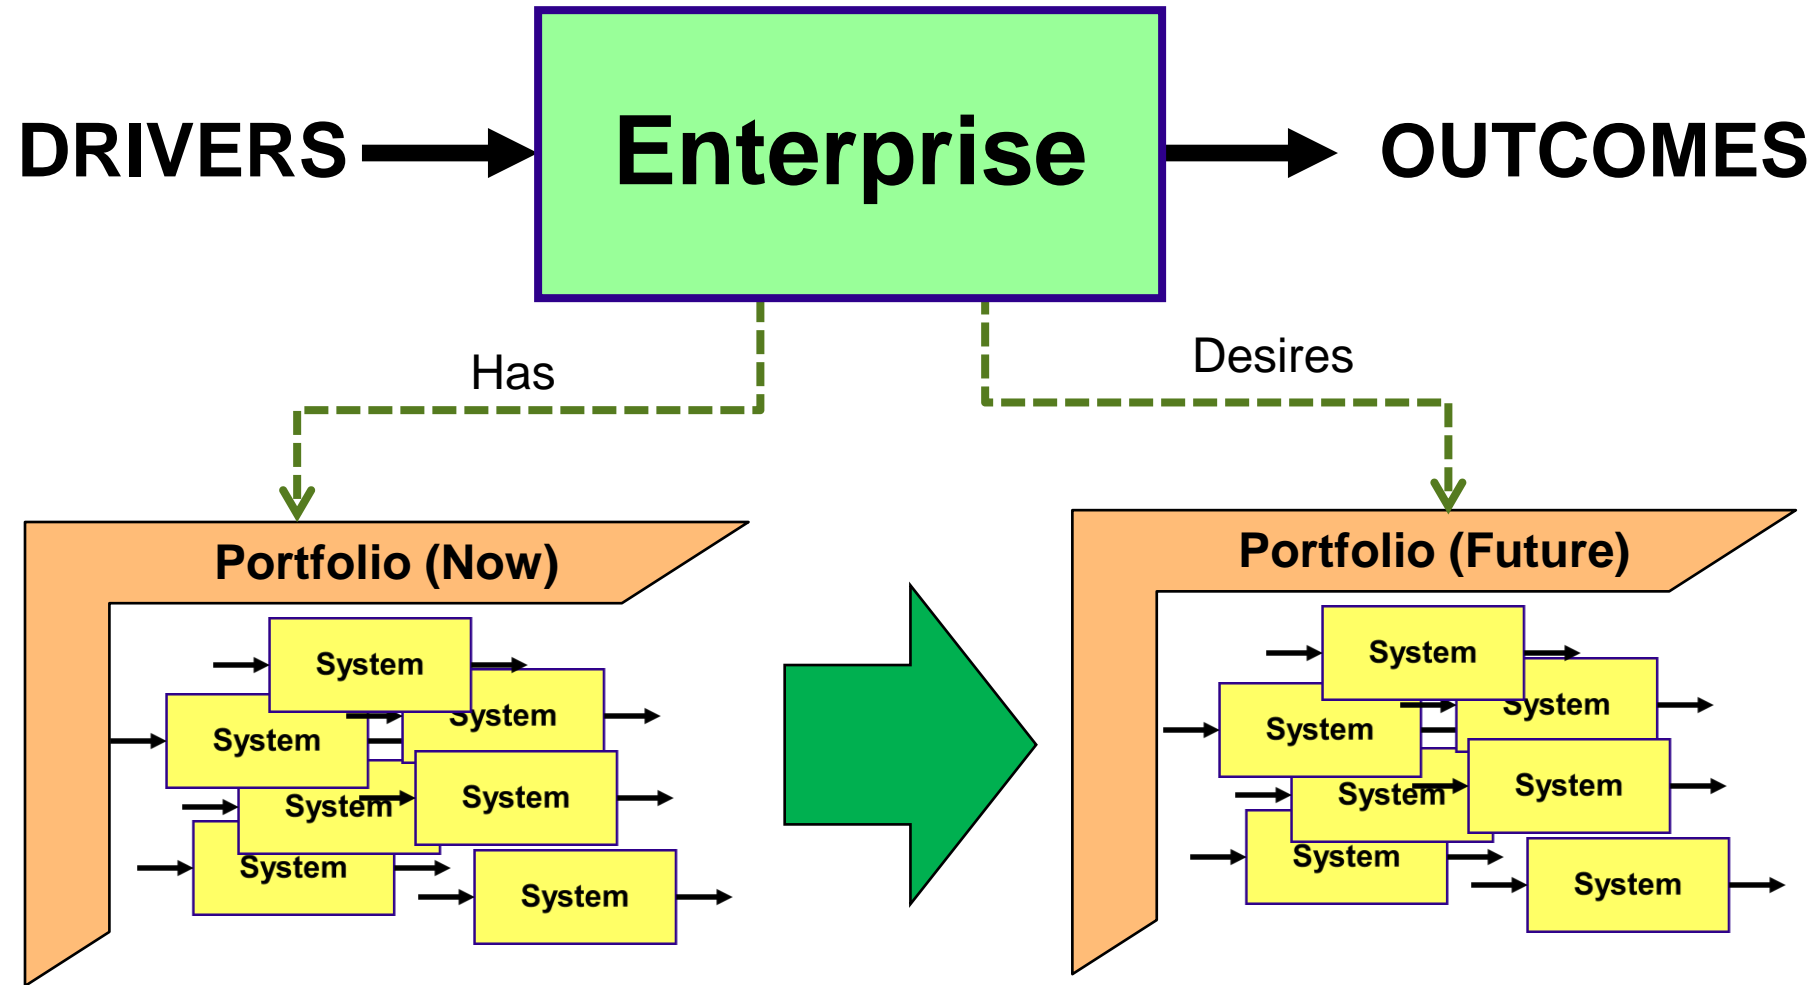 DRIVERS
Enterprise
OUTCOMES
Has
Desires
Portfolio (Now)
System
System
System
System
System
System
System
Portfolio (Future)
System
System
System
System
System
System
System